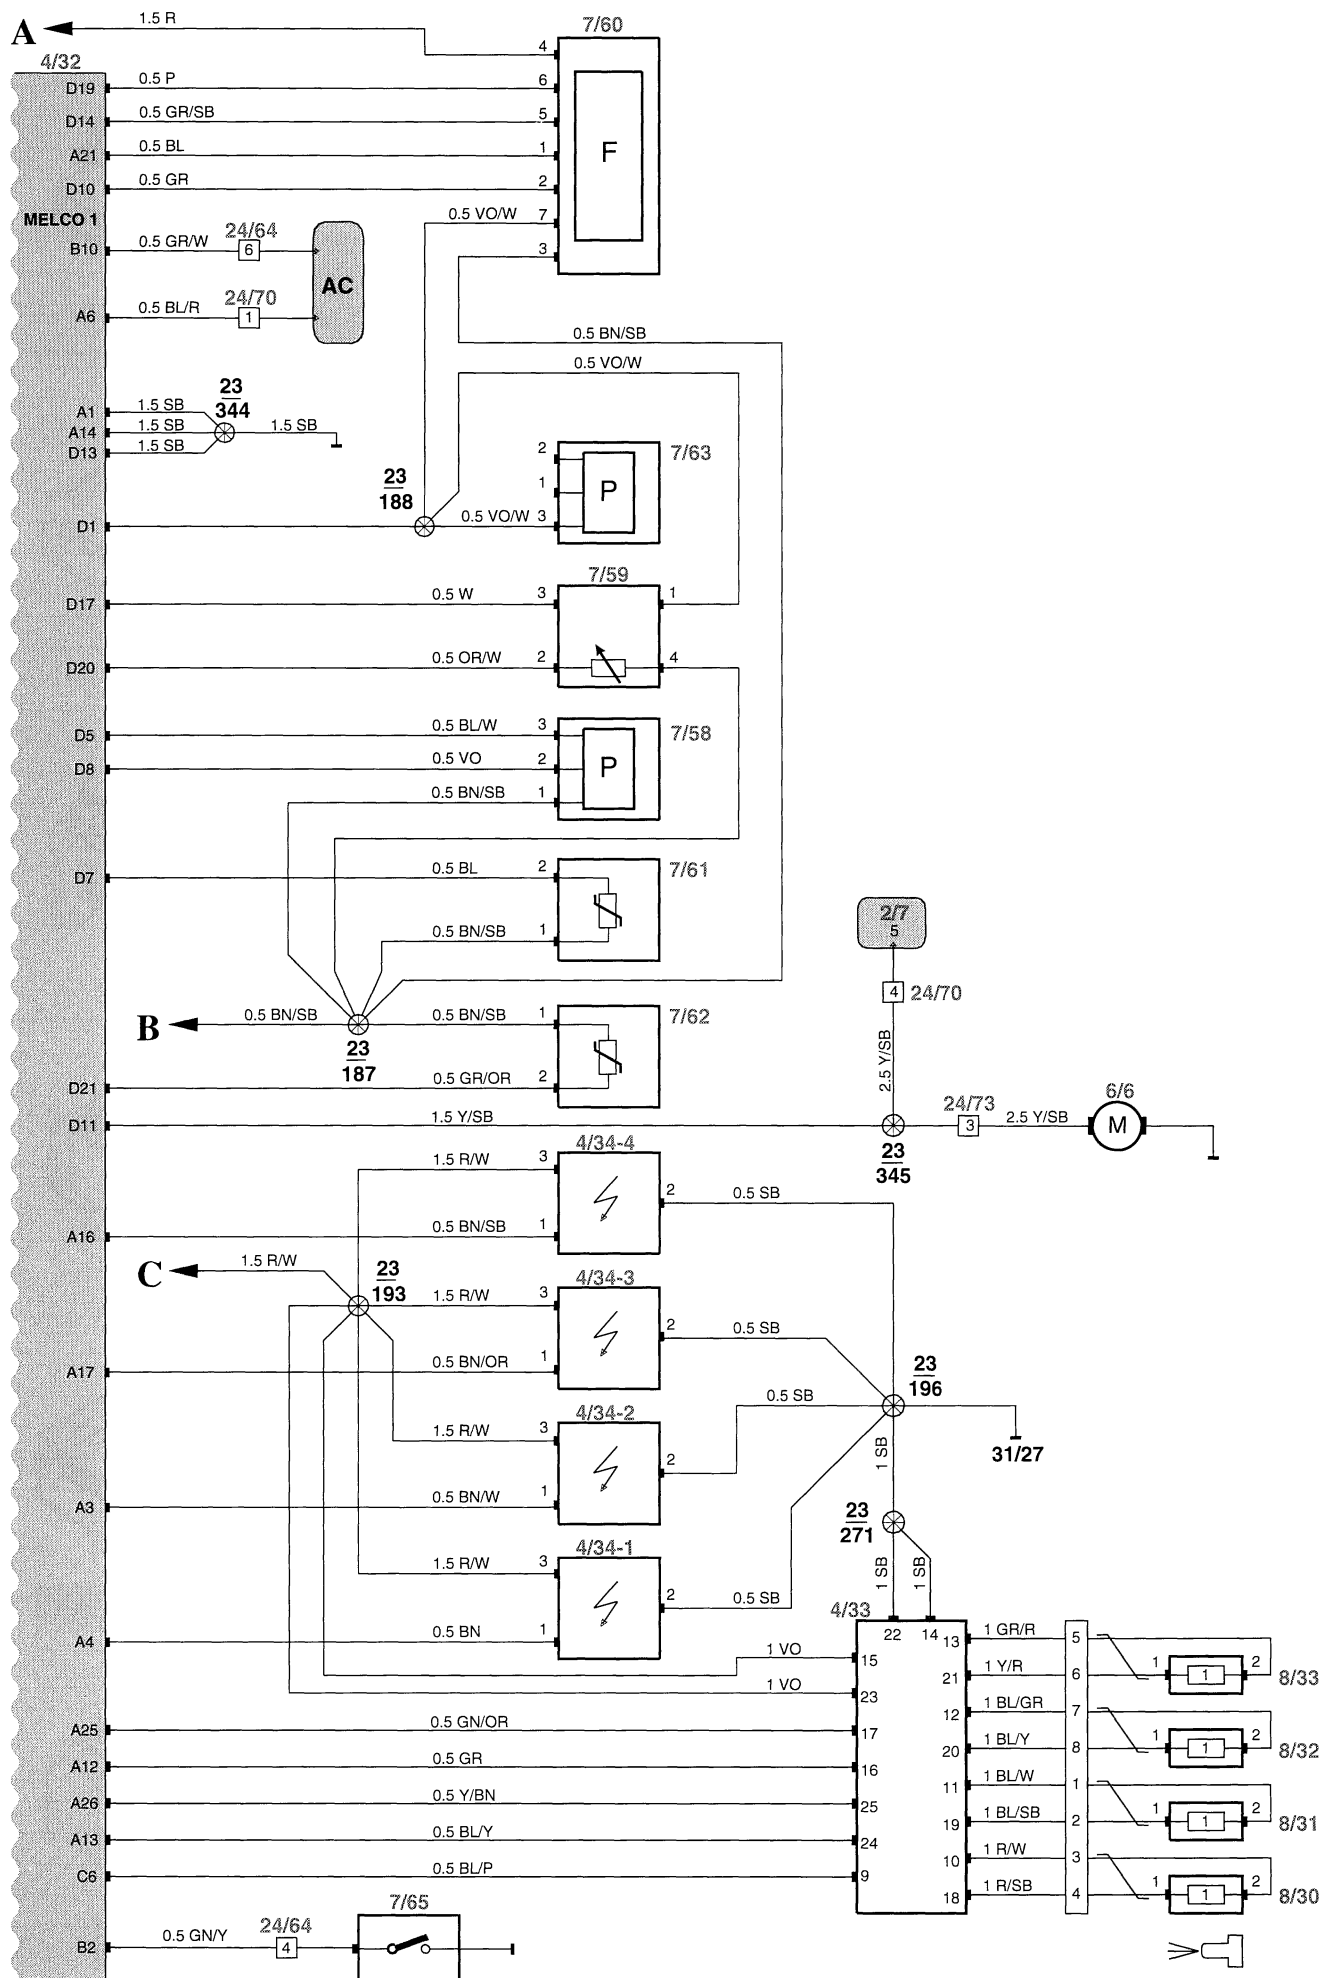 A
1.5 R
7/60
4/32
4
D19
0.5 P
6
D14
0.5 GR/SB
5
A21
0.5 BL
1
F
D10
0.5 GR
2
MELCO 1
0.5 VO/W
7
B10
0.5 GR/W
24/64
6
3
AC
A6
0.5 BL/R
24/70
1
0.5 BN/SB
0.5 VO/W
23
344
A1
1.5 SB
A14
1.5 SB
1.5 SB
D13
1.5 SB
2
7/63
23
188
1
P
D1
0.5 VO/W
3
7/59
D17
0.5 W
3
1
D20
0.5 OR/W
2
4
D5
0.5 BL/W
3
7/58
D8
0.5 VO
2
P
0.5 BN/SB
1
D7
0.5 BL
2
7/61
0.5 BN/SB
1
2/7
5
4
24/70
B
0.5 BN/SB
0.5 BN/SB
1
7/62
23
187
2.5 Y/SB
D21
0.5 GR/OR
2
D11
1.5 Y/SB
24/73
3
2.5 Y/SB
6/6
M
23
345
4/34-4
1.5 R/W
3
2
0.5 SB
A16
0.5 BN/SB
1
C
1.5 R/W
23
193
4/34-3
1.5 R/W
3
2
0.5 SB
A17
0.5 BN/OR
1
23
196
4/34-2
0.5 SB
1.5 R/W
3
2
1 SB
31/27
A3
0.5 BN/W
1
23
271
4/34-1
1.5 R/W
3
2
0.5 SB
1 SB
1 SB
A4
0.5 BN
1
4/33
22
14
13
1 GR/R
5
1 VO
15
21
1 Y/R
6
1
1
2
8/33
1 VO
23
12
1 BL/GR
7
A25
0.5 GN/OR
17
20
1 BL/Y
8
1
1
2
8/32
A12
0.5 GR
16
11
1 BL/W
1
A26
0.5 Y/BN
25
19
1 BL/SB
2
1
1
2
8/31
A13
0.5 BL/Y
24
10
1 R/W
3
C6
0.5 BL/P
9
18
1 R/SB
4
1
1
2
8/30
7/65
B2
0.5 GN/Y
24/64
4